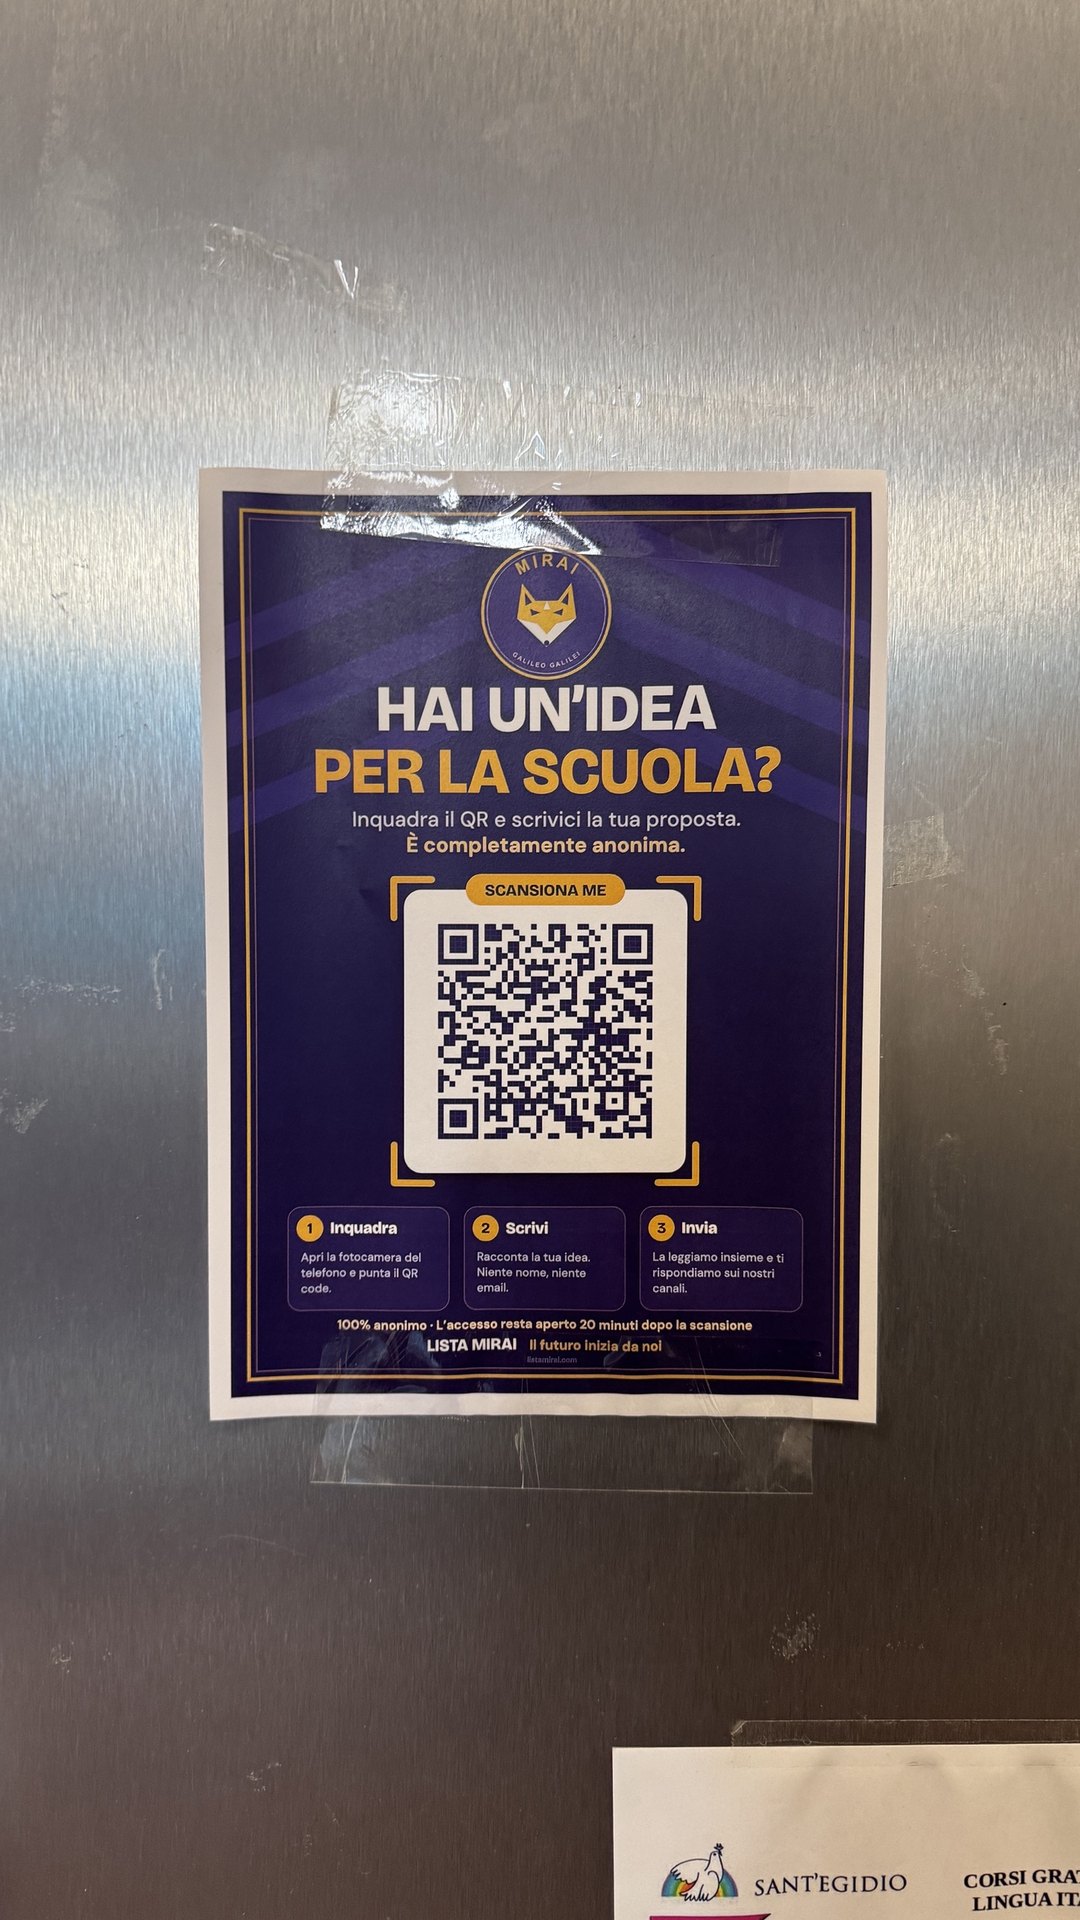 MIRAI
GALILEO GALILEI
HAI UN'IDEA
PER LA SCUOLA?
Inquadra il QR e scrivici la tua proposta.
È completamente anonima.
SCANSIONA ME
1 Inquadra
Apri la fotocamera del
telefono e punta il QR
code.
2 Scrivi
Racconta la tua idea.
Niente nome, niente
email.
3 Invia
La leggiamo insieme e ti
rispondiamo sui nostri
canali.
100% anonimo · L'accesso resta aperto 20 minuti dopo la scansione
LISTA MIRAI Il futuro inizia da noi
listamirai.com
SANT'EGIDIO
CORSI
LINGUA